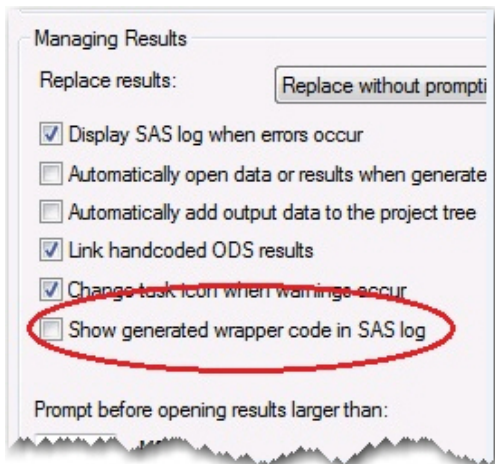 Managing Results
Replace results:
Replace without prompti
Display SAS log when errors occur
Automatically open data or results when generate
Automatically add output data to the project tree
Link handcoded ODS results
Change task icon when warnings occur
Show generated wrapper code in SAS log
Prompt before opening results larger than: